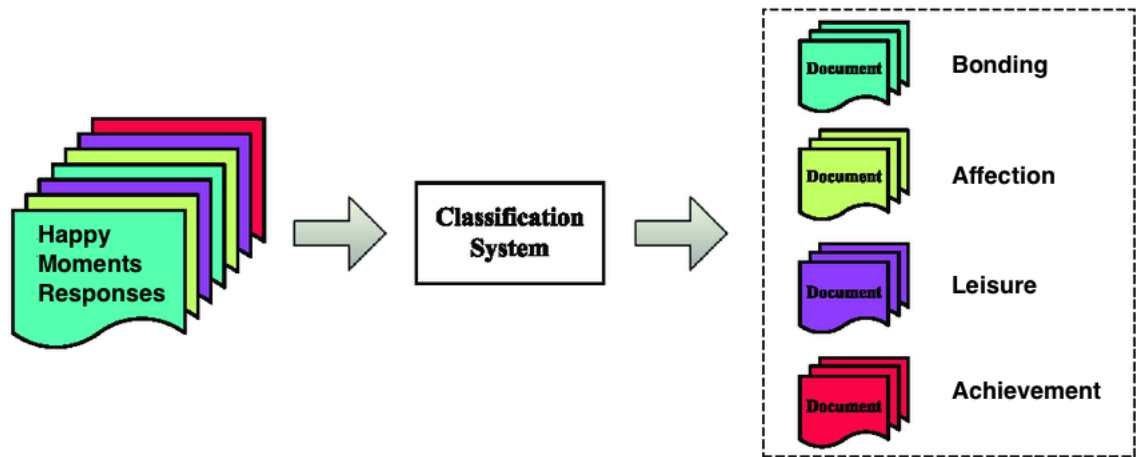 Happy
Moments
Responses
Classification
System
Document
Bonding
Document
Affection
Document
Leisure
Document
Achievement